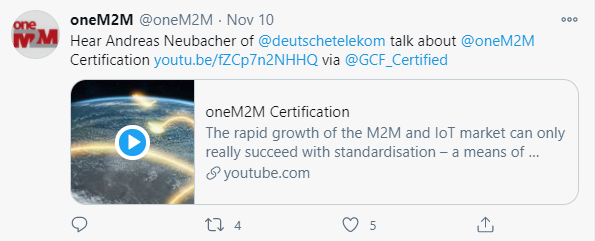 one
M2M
oneM2M @oneM2M · Nov 10
Hear Andreas Neubacher of @deutschetelekom talk about @oneM2M
Certification youtu.be/fZCp7n2NHHQ via @GCF_Certified
oneM2M Certification
The rapid growth of the M2M and IoT market can only
really succeed with standardisation – a means of ...
youtube.com
4
5